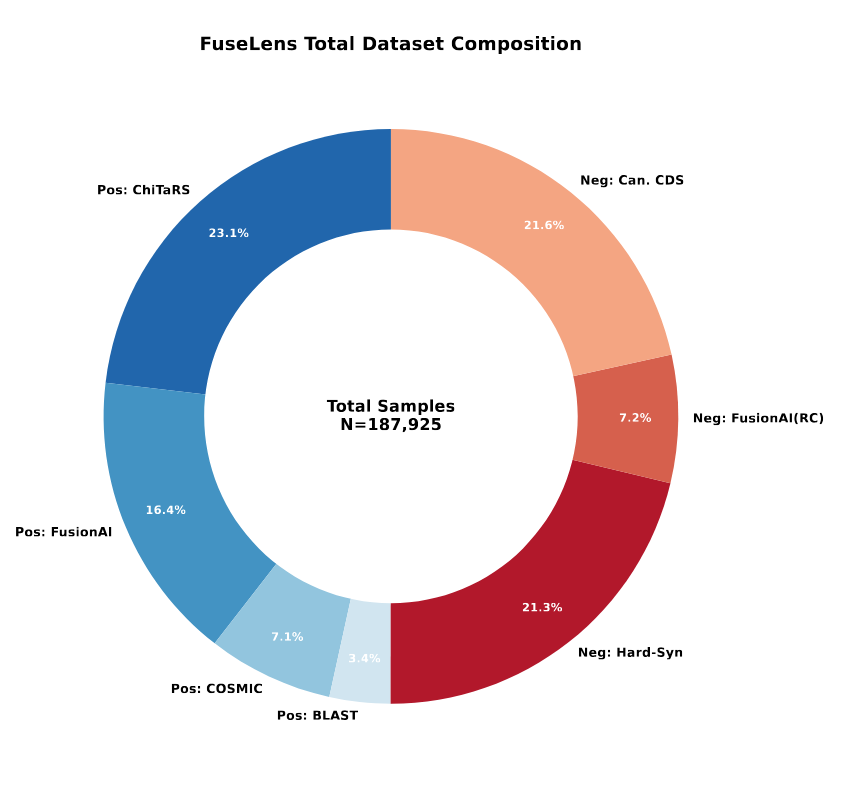 FuseLens Total Dataset Composition
Neg: Can. CDS
Pos: ChiTaRS
21.6%
23.1%
Total Samples
N=187,925
7.2%
Neg: FusionAI(RC)
16.4%
Pos: FusionAI
21.3%
7.1%
Neg: Hard-Syn
3.4%
Pos: COSMIC
Pos: BLAST